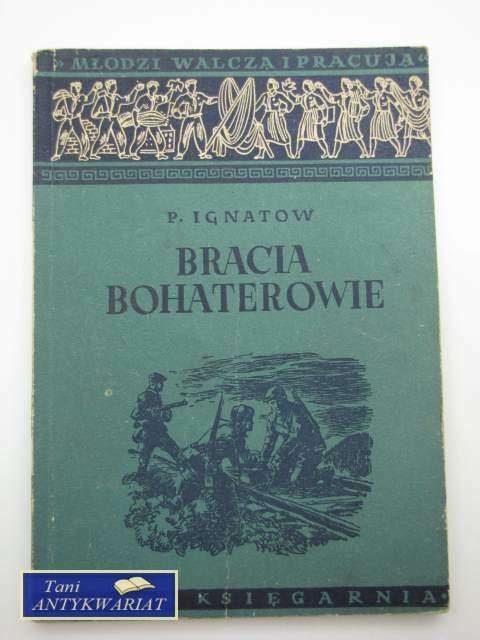 » MŁODZI WALCZĄ I PRACUJĄ «
P. IGNATOW
BRACIA
BOHATEROWIE
KSIĘGARNIA
Tani
ANTYKWARIAT